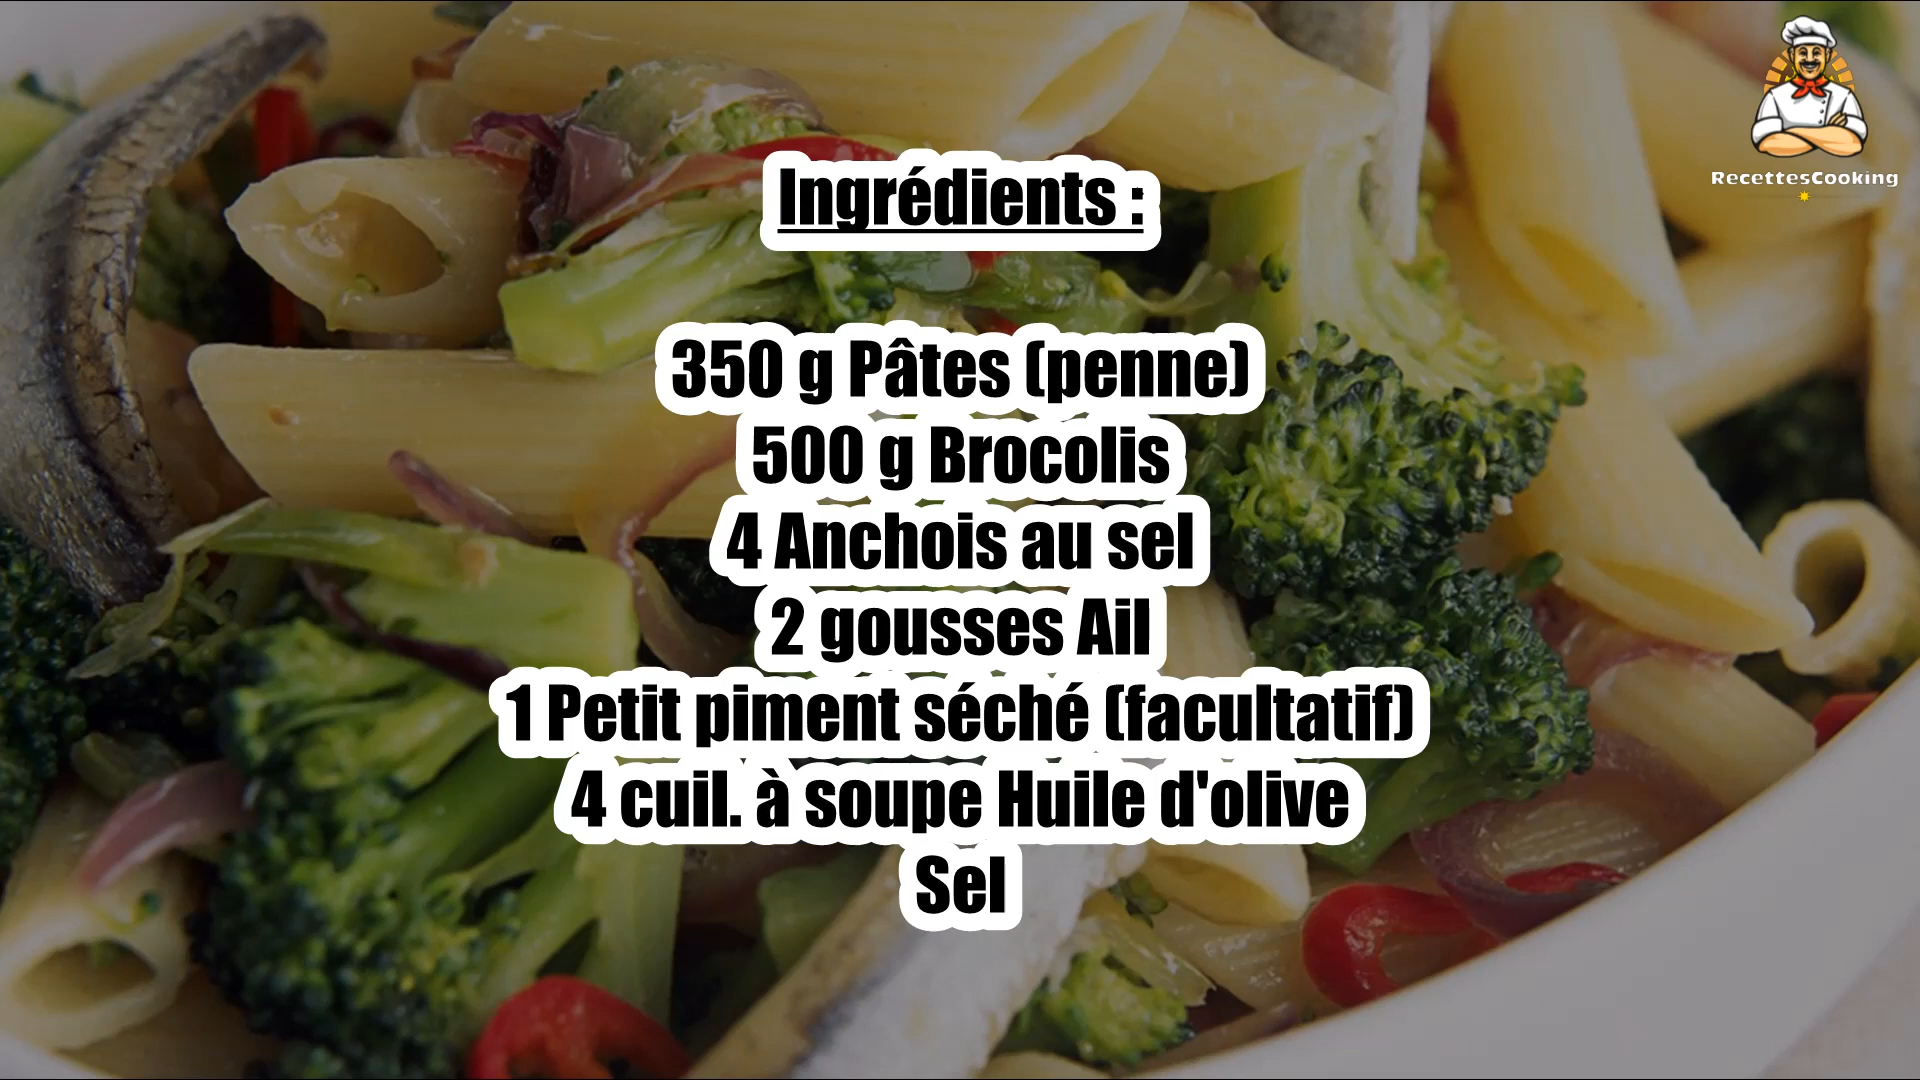 RecettesCooking
Ingrédients :
350 g Pâtes (penne)
500 g Brocolis
4 Anchois au sel
2 gousses Ail
1 Petit piment séché (facultatif)
4 cuil. à soupe Huile d'olive
Sel